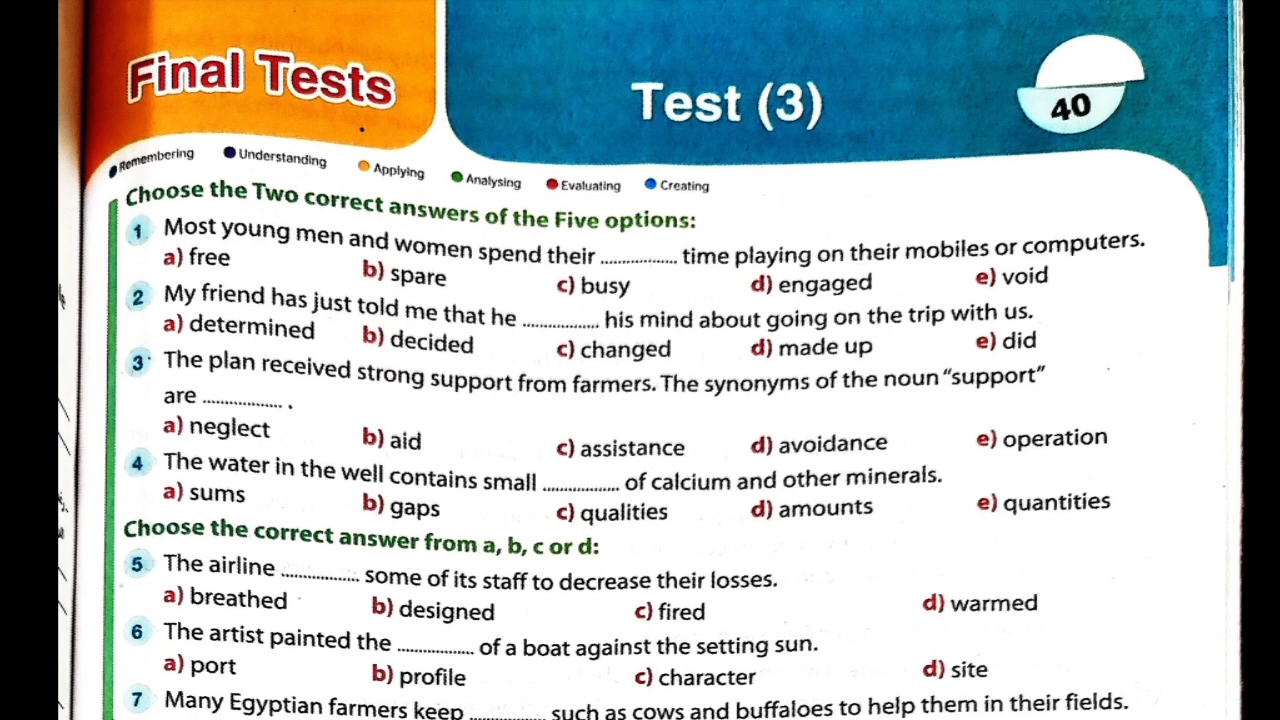 Final Tests
Test (3)
40
Remembering Understanding Applying Analysing Evaluating Creating
Choose the Two correct answers of the Five options:
1 Most young men and women spend their .................. time playing on their mobiles or computers.
a) free b) spare c) busy d) engaged e) void
2 My friend has just told me that he .................. his mind about going on the trip with us.
a) determined b) decided c) changed d) made up e) did
3 The plan received strong support from farmers. The synonyms of the noun "support"
are .................. .
a) neglect b) aid c) assistance d) avoidance e) operation
4 The water in the well contains small .................. of calcium and other minerals.
a) sums b) gaps c) qualities d) amounts e) quantities
Choose the correct answer from a, b, c or d:
5 The airline .................. some of its staff to decrease their losses.
a) breathed b) designed c) fired d) warmed
6 The artist painted the .................. of a boat against the setting sun.
a) port b) profile c) character d) site
7 Many Egyptian farmers keep .................. such as cows and buffaloes to help them in their fields.